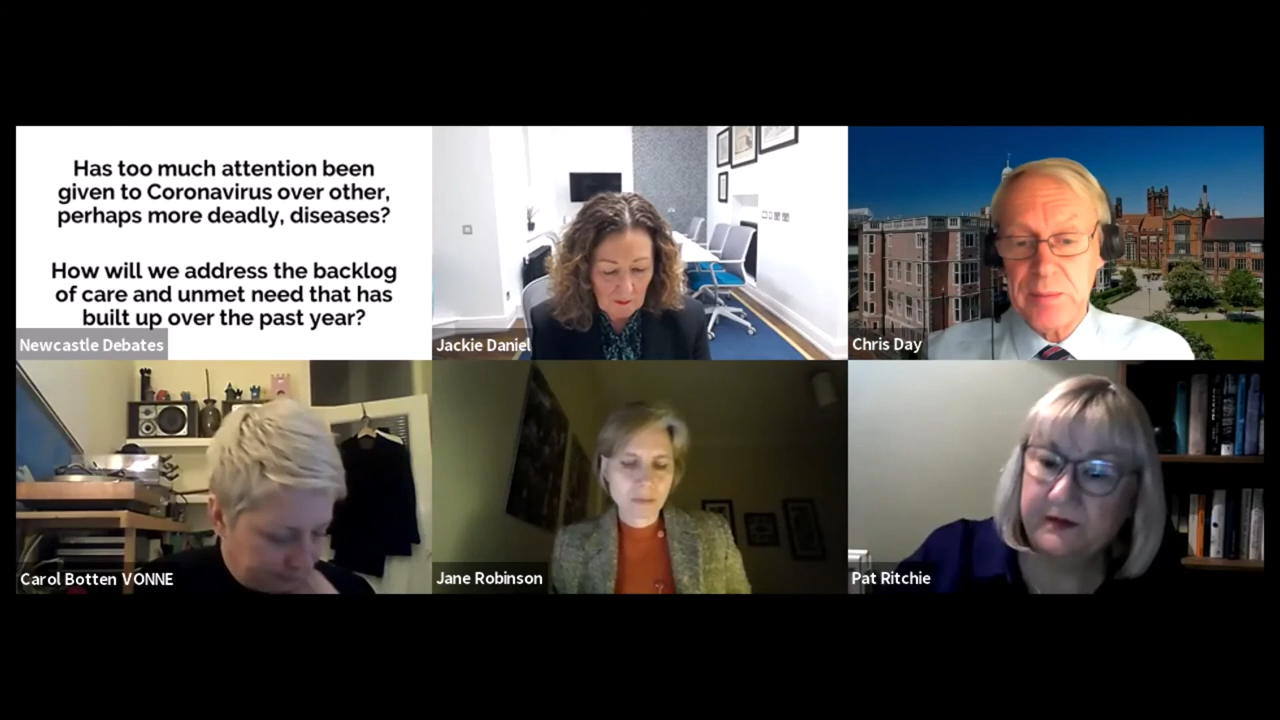 Has too much attention been
given to Coronavirus over other,
perhaps more deadly, diseases?
How will we address the backlog
of care and unmet need that has
built up over the past year?
Newcastle Debates
Jackie Daniel
Chris Day
Carol Botten VONNE
Jane Robinson
Pat Ritchie